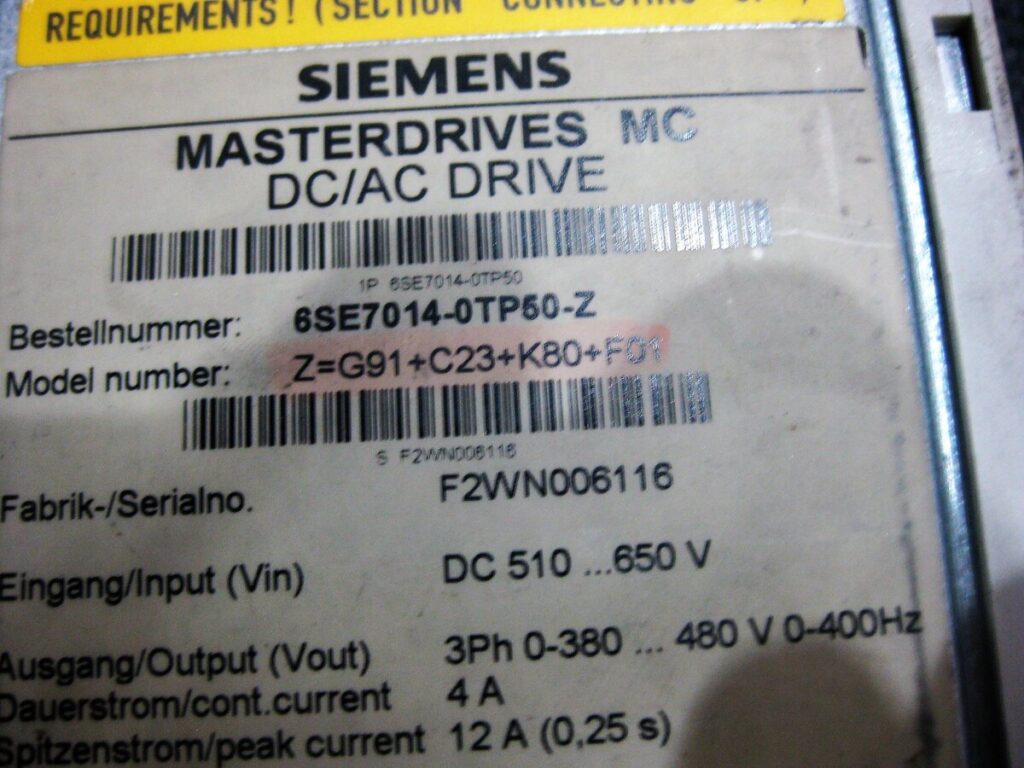 REQUIREMENTS! (SECTION "CONNECTING
SIEMENS
MASTERDRIVES MC
DC/AC DRIVE
1P 6SE7014-0TP50
Bestellnummer: 6SE7014-0TP50-Z
Model number: Z=G91+C23+K80+F01
S F2WN006116
Fabrik-/Serialno. F2WN006116
Eingang/Input (Vin) DC 510 ...650 V
Ausgang/Output (Vout) 3Ph 0-380 ... 480 V 0-400Hz
Dauerstrom/cont.current 4 A
Spitzenstrom/peak current 12 A (0,25 s)